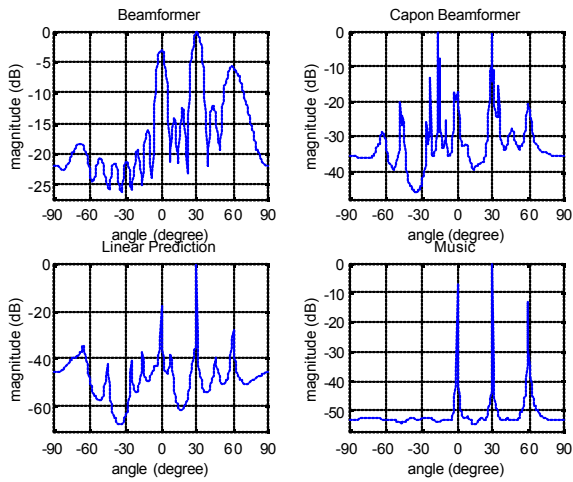 Beamformer
0
-5
-10
-15
-20
-25
magnitude (dB)
-90 -60 -30 0 30 60 90
angle (degree)
Capon Beamformer
0
-10
-20
-30
-40
magnitude (dB)
-90 -60 -30 0 30 60 90
angle (degree)
Linear Prediction
0
-20
-40
-60
magnitude (dB)
-90 -60 -30 0 30 60 90
angle (degree)
Music
0
-10
-20
-30
-40
-50
magnitude (dB)
-90 -60 -30 0 30 60 90
angle (degree)